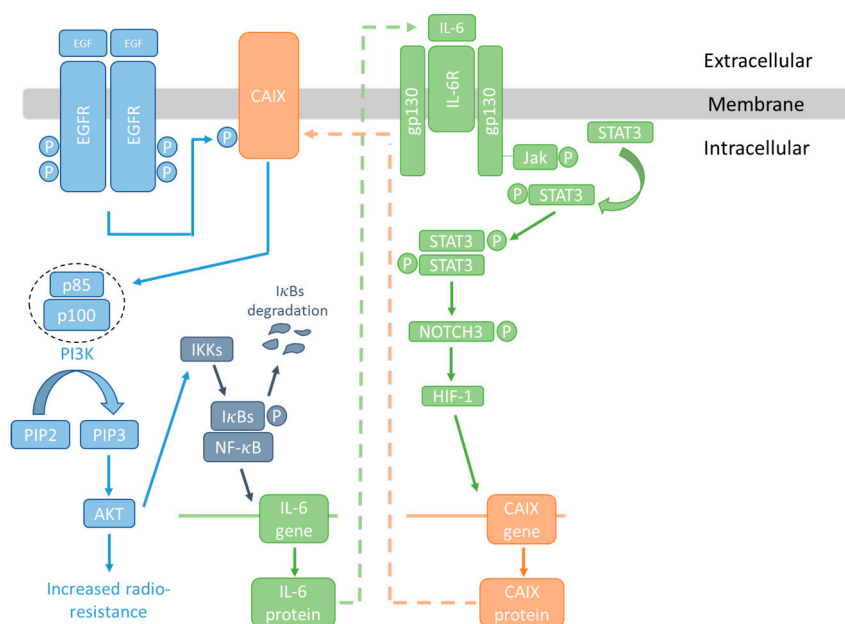 EGF
EGF
EGFR
EGFR
P
P
P
P
P
CAIX
IL-6
gp130
IL-6R
gp130
Extracellular
Membrane
Intracellular
Jak
P
STAT3
P
STAT3
STAT3
P
P
STAT3
NOTCH3
P
HIF-1
p85
p100
PI3K
PIP2
PIP3
AKT
Increased radio-
resistance
IκBs
degradation
IKKs
IκBs
P
NF-κB
IL-6
gene
IL-6
protein
CAIX
gene
CAIX
protein